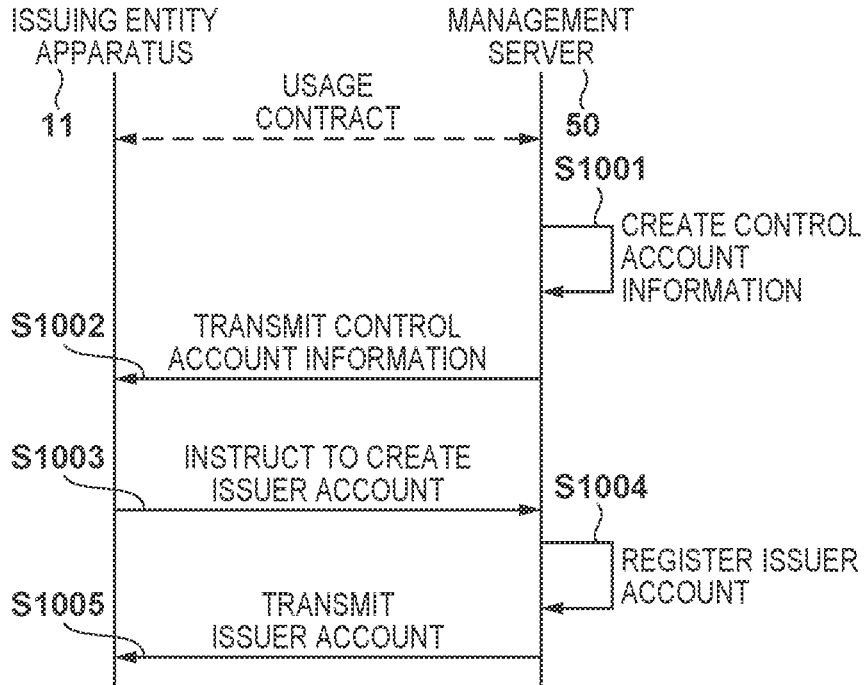 ISSUING ENTITY
APPARATUS
MANAGEMENT
SERVER
11
50
USAGE
CONTRACT
S1001
CREATE CONTROL
ACCOUNT
INFORMATION
S1002
TRANSMIT CONTROL
ACCOUNT INFORMATION
S1003
INSTRUCT TO CREATE
ISSUER ACCOUNT
S1004
REGISTER ISSUER
ACCOUNT
S1005
TRANSMIT
ISSUER ACCOUNT